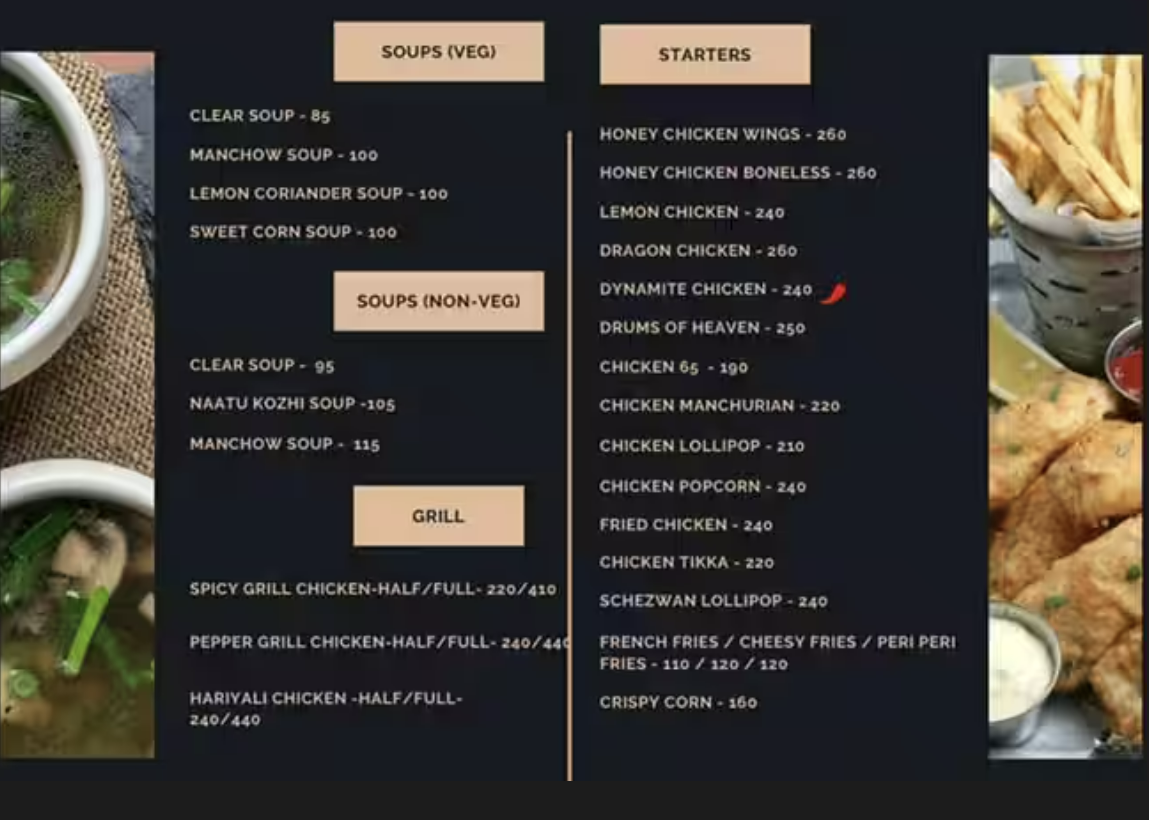 SOUPS (VEG)
CLEAR SOUP - 85
MANCHOW SOUP - 100
LEMON CORIANDER SOUP - 100
SWEET CORN SOUP - 100
SOUPS (NON-VEG)
CLEAR SOUP - 95
NAATU KOZHI SOUP -105
MANCHOW SOUP - 115
GRILL
SPICY GRILL CHICKEN-HALF/FULL- 220/410
PEPPER GRILL CHICKEN-HALF/FULL- 240/440
HARIYALI CHICKEN -HALF/FULL-
240/440
STARTERS
HONEY CHICKEN WINGS - 260
HONEY CHICKEN BONELESS - 260
LEMON CHICKEN - 240
DRAGON CHICKEN - 260
DYNAMITE CHICKEN - 240
DRUMS OF HEAVEN - 250
CHICKEN 65 - 190
CHICKEN MANCHURIAN - 220
CHICKEN LOLLIPOP - 210
CHICKEN POPCORN - 240
FRIED CHICKEN - 240
CHICKEN TIKKA - 220
SCHEZWAN LOLLIPOP - 240
FRENCH FRIES / CHEESY FRIES / PERI PERI
FRIES - 110 / 120 / 120
CRISPY CORN - 160